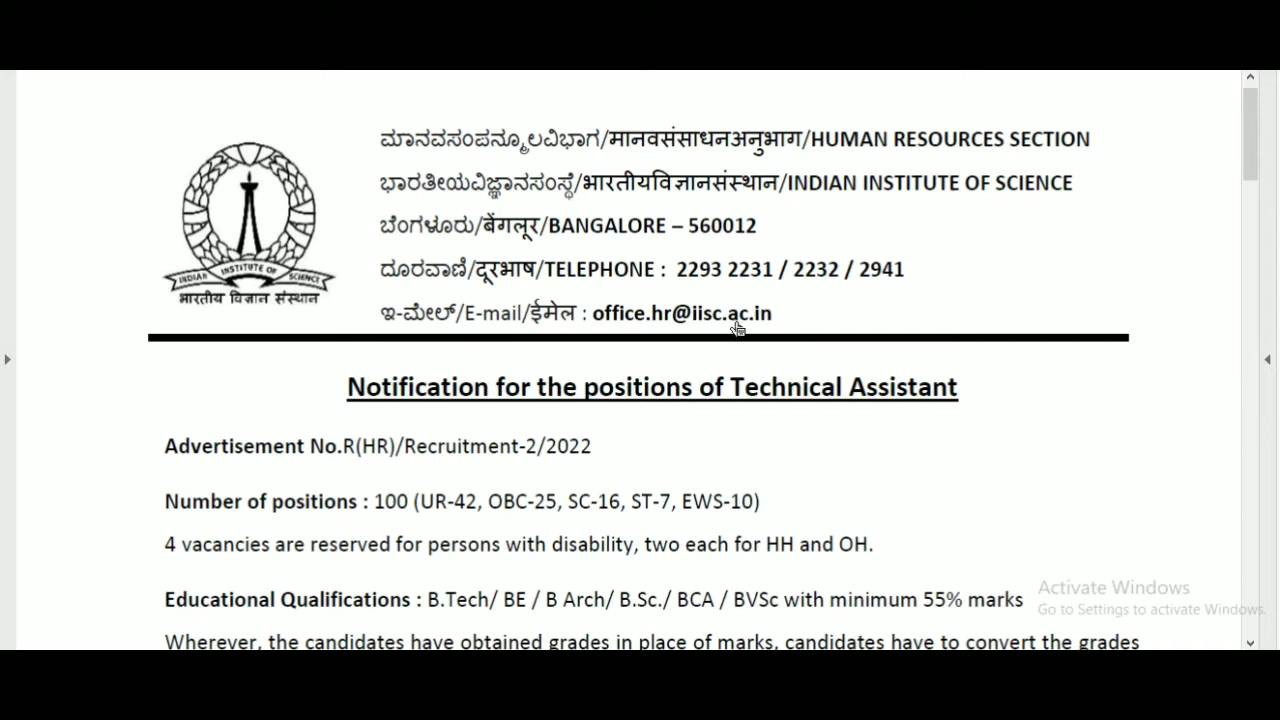 ಮಾನವಸಂಪನ್ಮೂಲವಿಭಾಗ/मानवसंसाधनअनुभाग/HUMAN RESOURCES SECTION
ಭಾರತೀಯವಿಜ್ಞಾನಸಂಸ್ಥೆ/भारतीयविज्ञानसंस्थान/INDIAN INSTITUTE OF SCIENCE
ಬೆಂಗಳೂರು/बेंगलूर/BANGALORE – 560012
ದೂರವಾಣಿ/दूरभाष/TELEPHONE : 2293 2231 / 2232 / 2941
ಇ-ಮೇಲ್/E-mail/ईमेल : office.hr@iisc.ac.in
INDIAN INSTITUTE OF SCIENCE
भारतीय विज्ञान संस्थान
Notification for the positions of Technical Assistant
Advertisement No.R(HR)/Recruitment-2/2022
Number of positions : 100 (UR-42, OBC-25, SC-16, ST-7, EWS-10)
4 vacancies are reserved for persons with disability, two each for HH and OH.
Educational Qualifications : B.Tech/ BE / B Arch/ B.Sc./ BCA / BVSc with minimum 55% marks
Wherever, the candidates have obtained grades in place of marks, candidates have to convert the grades
Activate Windows
Go to Settings to activate Windows.